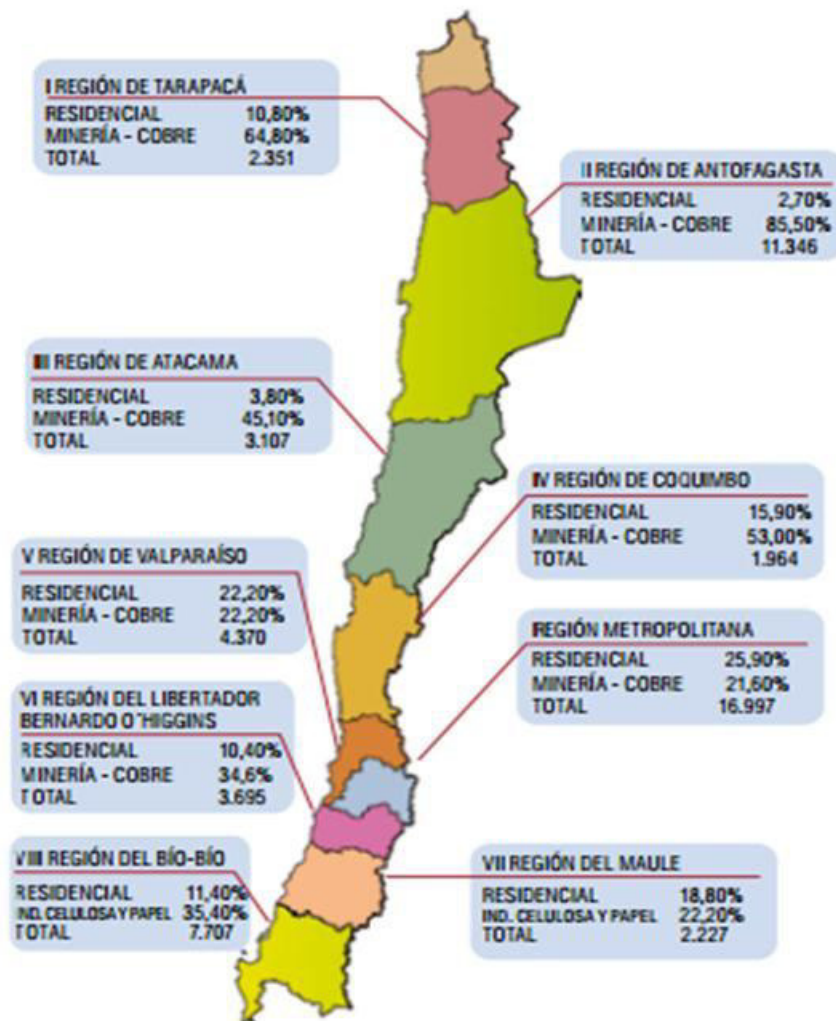 I REGIÓN DE TARAPACÁ
RESIDENCIAL 10,80%
MINERÍA - COBRE 64,80%
TOTAL 2.351
II REGIÓN DE ANTOFAGASTA
RESIDENCIAL 2,70%
MINERÍA - COBRE 85,50%
TOTAL 11.346
III REGIÓN DE ATACAMA
RESIDENCIAL 3,80%
MINERÍA - COBRE 45,10%
TOTAL 3.107
IV REGIÓN DE COQUIMBO
RESIDENCIAL 15,90%
MINERÍA - COBRE 53,00%
TOTAL 1.964
V REGIÓN DE VALPARAÍSO
RESIDENCIAL 22,20%
MINERÍA - COBRE 22,20%
TOTAL 4.370
REGIÓN METROPOLITANA
RESIDENCIAL 25,90%
MINERÍA - COBRE 21,60%
TOTAL 16.997
VI REGIÓN DEL LIBERTADOR
BERNARDO O´HIGGINS
RESIDENCIAL 10,40%
MINERÍA - COBRE 34,6%
TOTAL 3.695
VIII REGIÓN DEL BÍO-BÍO
RESIDENCIAL 11,40%
IND. CELULOSA Y PAPEL 35,40%
TOTAL 7.707
VII REGIÓN DEL MAULE
RESIDENCIAL 18,80%
IND. CELULOSA Y PAPEL 22,20%
TOTAL 2.227